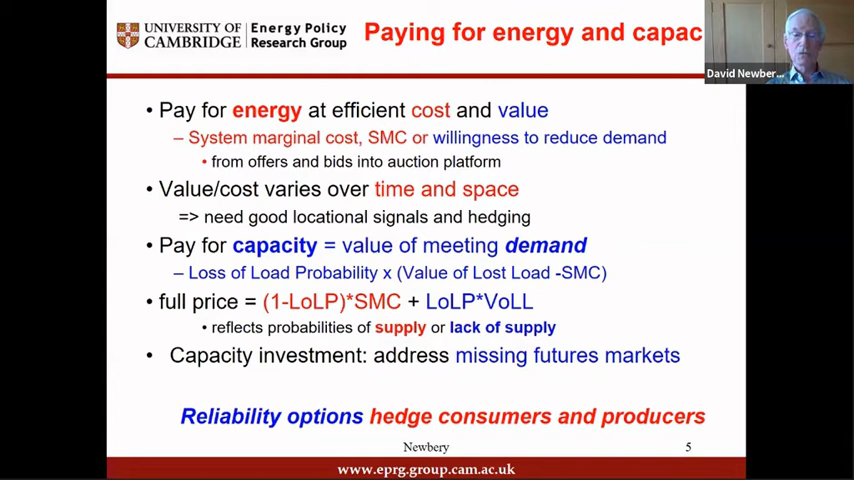 UNIVERSITY OF CAMBRIDGE
Energy Policy Research Group
Paying for energy and capac
David Newber...
• Pay for energy at efficient cost and value
– System marginal cost, SMC or willingness to reduce demand
• from offers and bids into auction platform
• Value/cost varies over time and space
=> need good locational signals and hedging
• Pay for capacity = value of meeting demand
– Loss of Load Probability x (Value of Lost Load -SMC)
• full price = (1-LoLP)*SMC + LoLP*VoLL
• reflects probabilities of supply or lack of supply
• Capacity investment: address missing futures markets
Reliability options hedge consumers and producers
Newbery
5
www.eprg.group.cam.ac.uk